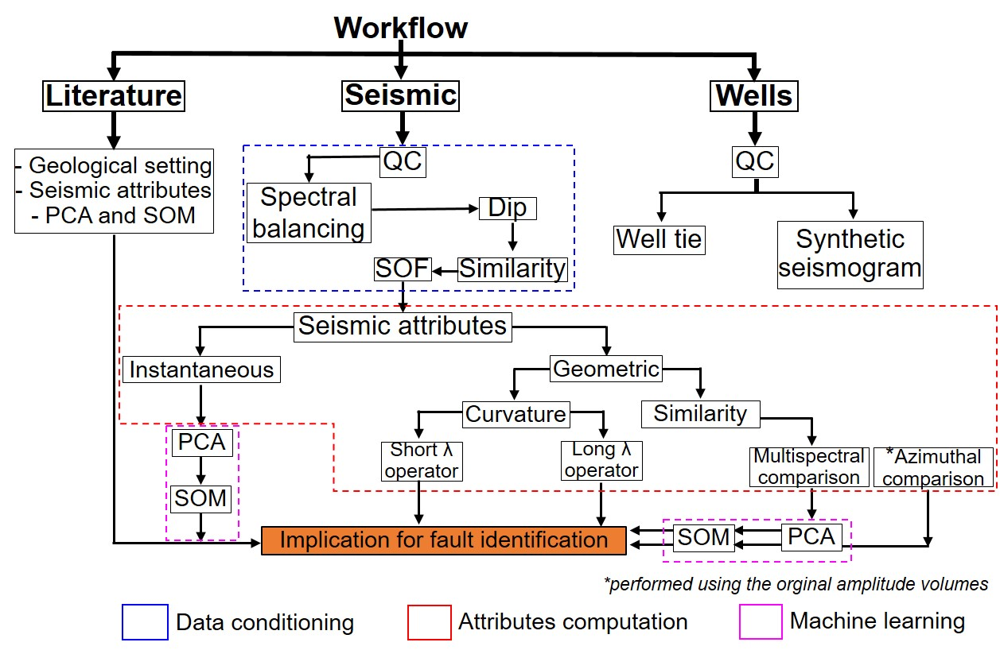 Workflow
Literature
Seismic
Wells
- Geological setting
- Seismic attributes
- PCA and SOM
QC
Spectral
balancing
Dip
Similarity
SOF
QC
Well tie
Synthetic
seismogram
Seismic attributes
Instantaneous
Geometric
Curvature
Similarity
Short λ
operator
Long λ
operator
Multispectral
comparison
*Azimuthal
comparison
PCA
SOM
Implication for fault identification
SOM
PCA
*performed using the orginal amplitude volumes
Data conditioning
Attributes computation
Machine learning